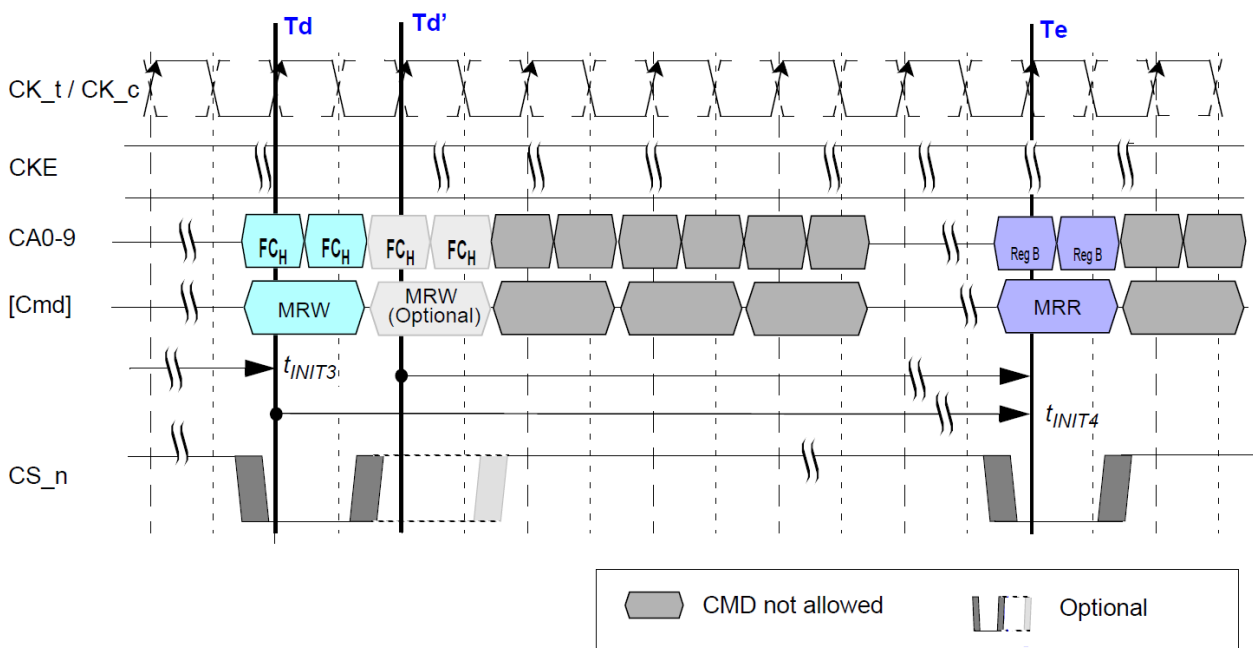 Td Td’ Te
CK_t / CK_c
CKE
CA0-9 FCH FCH FCH FCH Reg B Reg B
[Cmd] MRW MRW (Optional) MRR
tINIT3
tINIT4
CS_n
CMD not allowed Optional